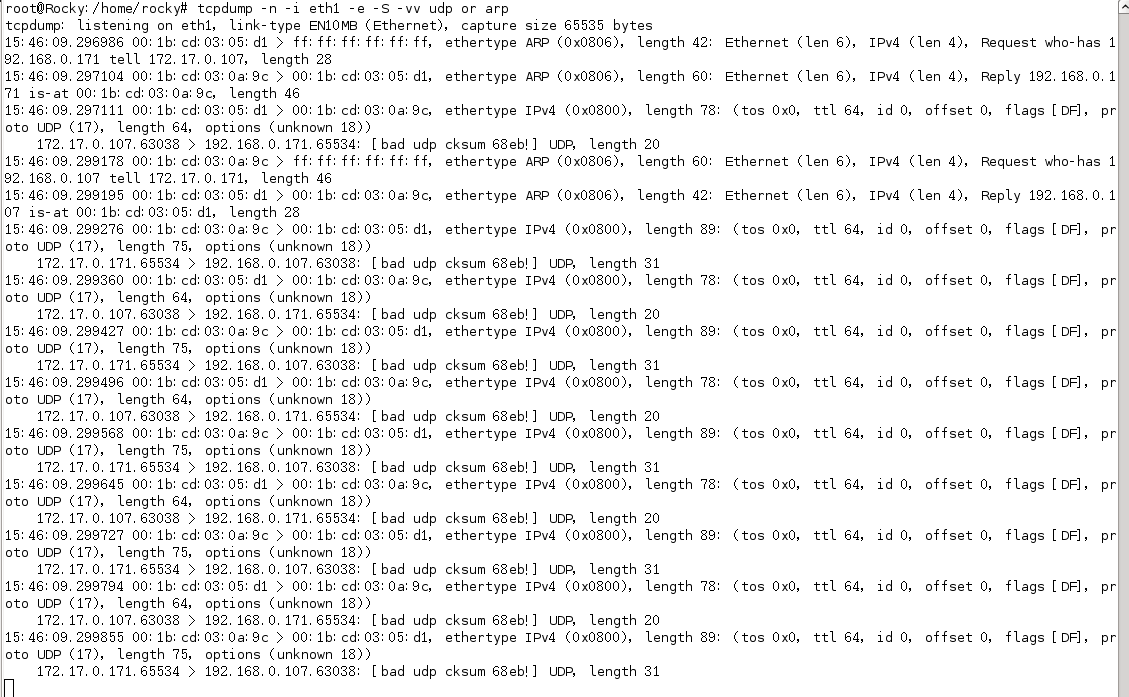 root@Rocky:/home/rocky# tcpdump -n -i eth1 -e -S -vv udp or arp
tcpdump: listening on eth1, link-type EN10MB (Ethernet), capture size 65535 bytes
15:46:09.296986 00:1b:cd:03:05:d1 > ff:ff:ff:ff:ff:ff, ethertype ARP (0x0806), length 42: Ethernet (len 6), IPv4 (len 4), Request who-has 1
92.168.0.171 tell 172.17.0.107, length 28
15:46:09.297104 00:1b:cd:03:0a:9c > 00:1b:cd:03:05:d1, ethertype ARP (0x0806), length 60: Ethernet (len 6), IPv4 (len 4), Reply 192.168.0.1
71 is-at 00:1b:cd:03:0a:9c, length 46
15:46:09.297111 00:1b:cd:03:05:d1 > 00:1b:cd:03:0a:9c, ethertype IPv4 (0x0800), length 78: (tos 0x0, ttl 64, id 0, offset 0, flags [DF], pr
oto UDP (17), length 64, options (unknown 18))
    172.17.0.107.63038 > 192.168.0.171.65534: [bad udp cksum 68eb!] UDP, length 20
15:46:09.299178 00:1b:cd:03:0a:9c > ff:ff:ff:ff:ff:ff, ethertype ARP (0x0806), length 60: Ethernet (len 6), IPv4 (len 4), Request who-has 1
92.168.0.107 tell 172.17.0.171, length 46
15:46:09.299195 00:1b:cd:03:05:d1 > 00:1b:cd:03:0a:9c, ethertype ARP (0x0806), length 42: Ethernet (len 6), IPv4 (len 4), Reply 192.168.0.1
07 is-at 00:1b:cd:03:05:d1, length 28
15:46:09.299276 00:1b:cd:03:0a:9c > 00:1b:cd:03:05:d1, ethertype IPv4 (0x0800), length 89: (tos 0x0, ttl 64, id 0, offset 0, flags [DF], pr
oto UDP (17), length 75, options (unknown 18))
    172.17.0.171.65534 > 192.168.0.107.63038: [bad udp cksum 68eb!] UDP, length 31
15:46:09.299360 00:1b:cd:03:05:d1 > 00:1b:cd:03:0a:9c, ethertype IPv4 (0x0800), length 78: (tos 0x0, ttl 64, id 0, offset 0, flags [DF], pr
oto UDP (17), length 64, options (unknown 18))
    172.17.0.107.63038 > 192.168.0.171.65534: [bad udp cksum 68eb!] UDP, length 20
15:46:09.299427 00:1b:cd:03:0a:9c > 00:1b:cd:03:05:d1, ethertype IPv4 (0x0800), length 89: (tos 0x0, ttl 64, id 0, offset 0, flags [DF], pr
oto UDP (17), length 75, options (unknown 18))
    172.17.0.171.65534 > 192.168.0.107.63038: [bad udp cksum 68eb!] UDP, length 31
15:46:09.299496 00:1b:cd:03:05:d1 > 00:1b:cd:03:0a:9c, ethertype IPv4 (0x0800), length 78: (tos 0x0, ttl 64, id 0, offset 0, flags [DF], pr
oto UDP (17), length 64, options (unknown 18))
    172.17.0.107.63038 > 192.168.0.171.65534: [bad udp cksum 68eb!] UDP, length 20
15:46:09.299568 00:1b:cd:03:0a:9c > 00:1b:cd:03:05:d1, ethertype IPv4 (0x0800), length 89: (tos 0x0, ttl 64, id 0, offset 0, flags [DF], pr
oto UDP (17), length 75, options (unknown 18))
    172.17.0.171.65534 > 192.168.0.107.63038: [bad udp cksum 68eb!] UDP, length 31
15:46:09.299645 00:1b:cd:03:05:d1 > 00:1b:cd:03:0a:9c, ethertype IPv4 (0x0800), length 78: (tos 0x0, ttl 64, id 0, offset 0, flags [DF], pr
oto UDP (17), length 64, options (unknown 18))
    172.17.0.107.63038 > 192.168.0.171.65534: [bad udp cksum 68eb!] UDP, length 20
15:46:09.299727 00:1b:cd:03:0a:9c > 00:1b:cd:03:05:d1, ethertype IPv4 (0x0800), length 89: (tos 0x0, ttl 64, id 0, offset 0, flags [DF], pr
oto UDP (17), length 75, options (unknown 18))
    172.17.0.171.65534 > 192.168.0.107.63038: [bad udp cksum 68eb!] UDP, length 31
15:46:09.299794 00:1b:cd:03:05:d1 > 00:1b:cd:03:0a:9c, ethertype IPv4 (0x0800), length 78: (tos 0x0, ttl 64, id 0, offset 0, flags [DF], pr
oto UDP (17), length 64, options (unknown 18))
    172.17.0.107.63038 > 192.168.0.171.65534: [bad udp cksum 68eb!] UDP, length 20
15:46:09.299855 00:1b:cd:03:0a:9c > 00:1b:cd:03:05:d1, ethertype IPv4 (0x0800), length 89: (tos 0x0, ttl 64, id 0, offset 0, flags [DF], pr
oto UDP (17), length 75, options (unknown 18))
    172.17.0.171.65534 > 192.168.0.107.63038: [bad udp cksum 68eb!] UDP, length 31